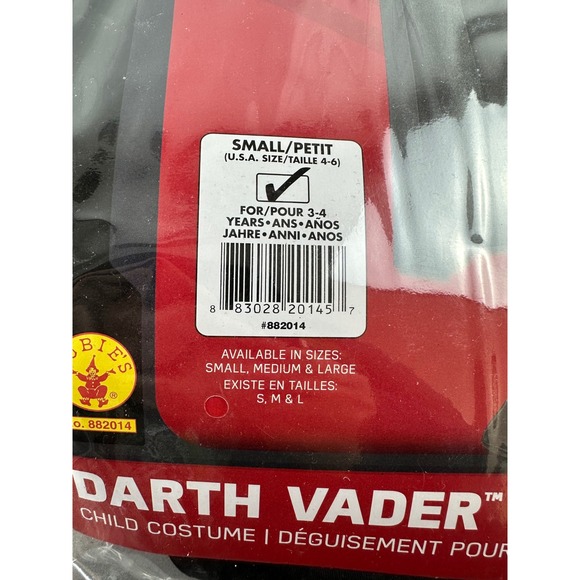 SMALL/PETIT
(U.S.A. SIZE/TAILLE 4-6)
FOR/POUR 3-4
YEARS•ANS•AÑOS
JAHRE•ANNI•ANOS
8 83028 20145 7
#882014
AVAILABLE IN SIZES:
SMALL, MEDIUM & LARGE
EXISTE EN TAILLES:
S, M & L
UBIE'S
®
o. 882014
DARTH VADER™
CHILD COSTUME | DÉGUISEMENT POUR